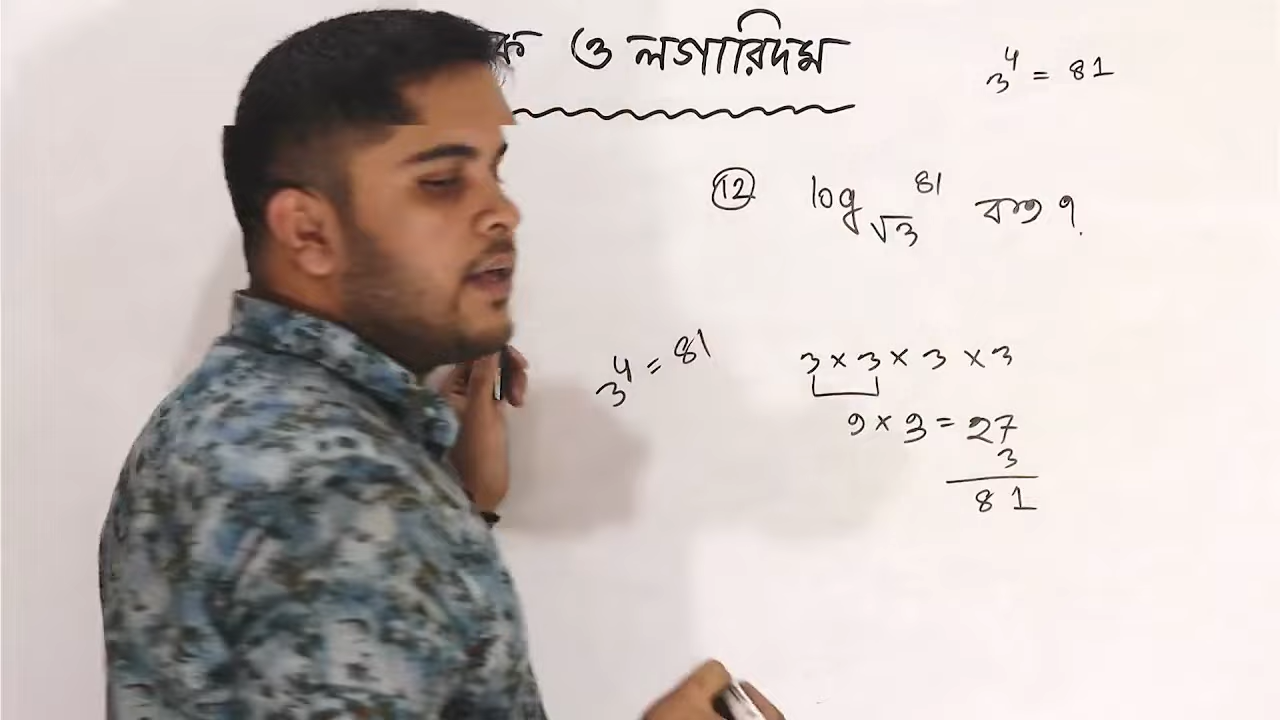 ক ও লগারিদম
3⁴ = 81
(12) log_√3 81 কত ?
3⁴ = 81
3 × 3 × 3 × 3
9 × 3 = 27
3
81